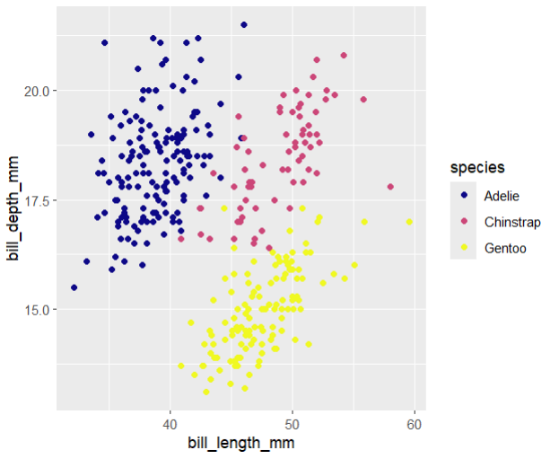 20.0
17.5
15.0
bill_depth_mm
40
50
60
bill_length_mm
species
Adelie
Chinstrap
Gentoo